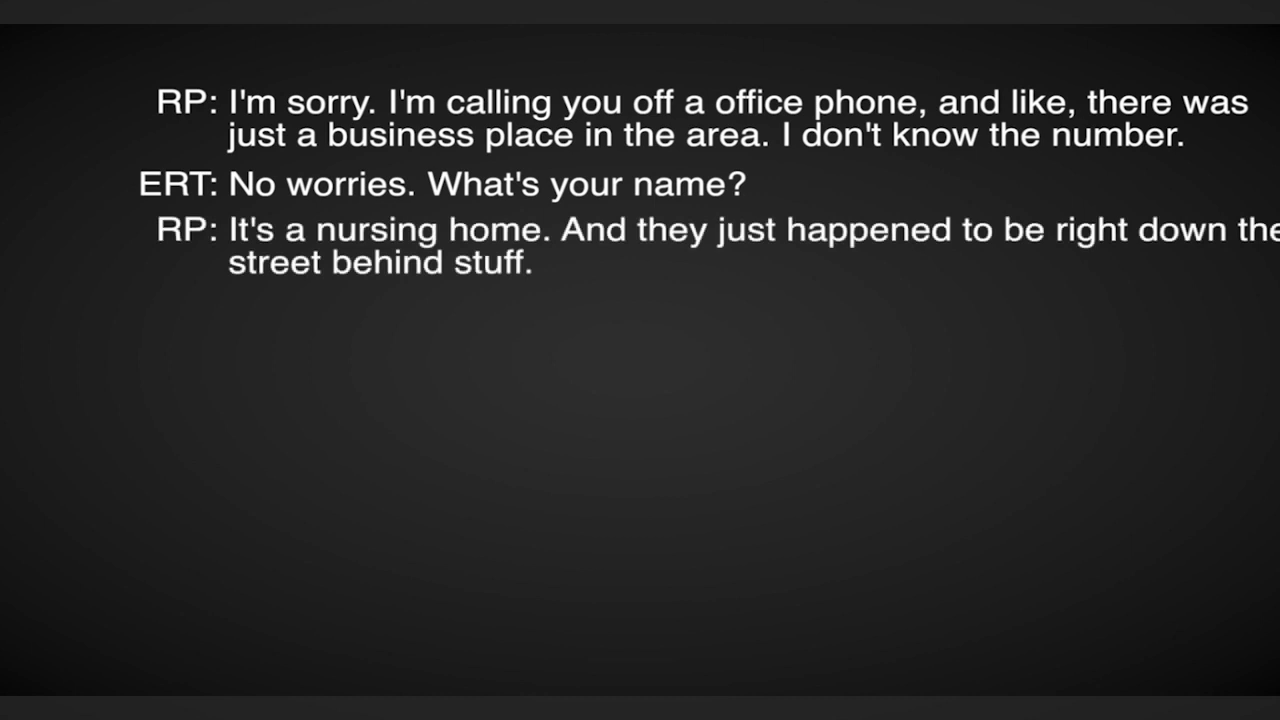 RP: I'm sorry. I'm calling you off a office phone, and like, there was
just a business place in the area. I don't know the number.
ERT: No worries. What's your name?
RP: It's a nursing home. And they just happened to be right down the
street behind stuff.